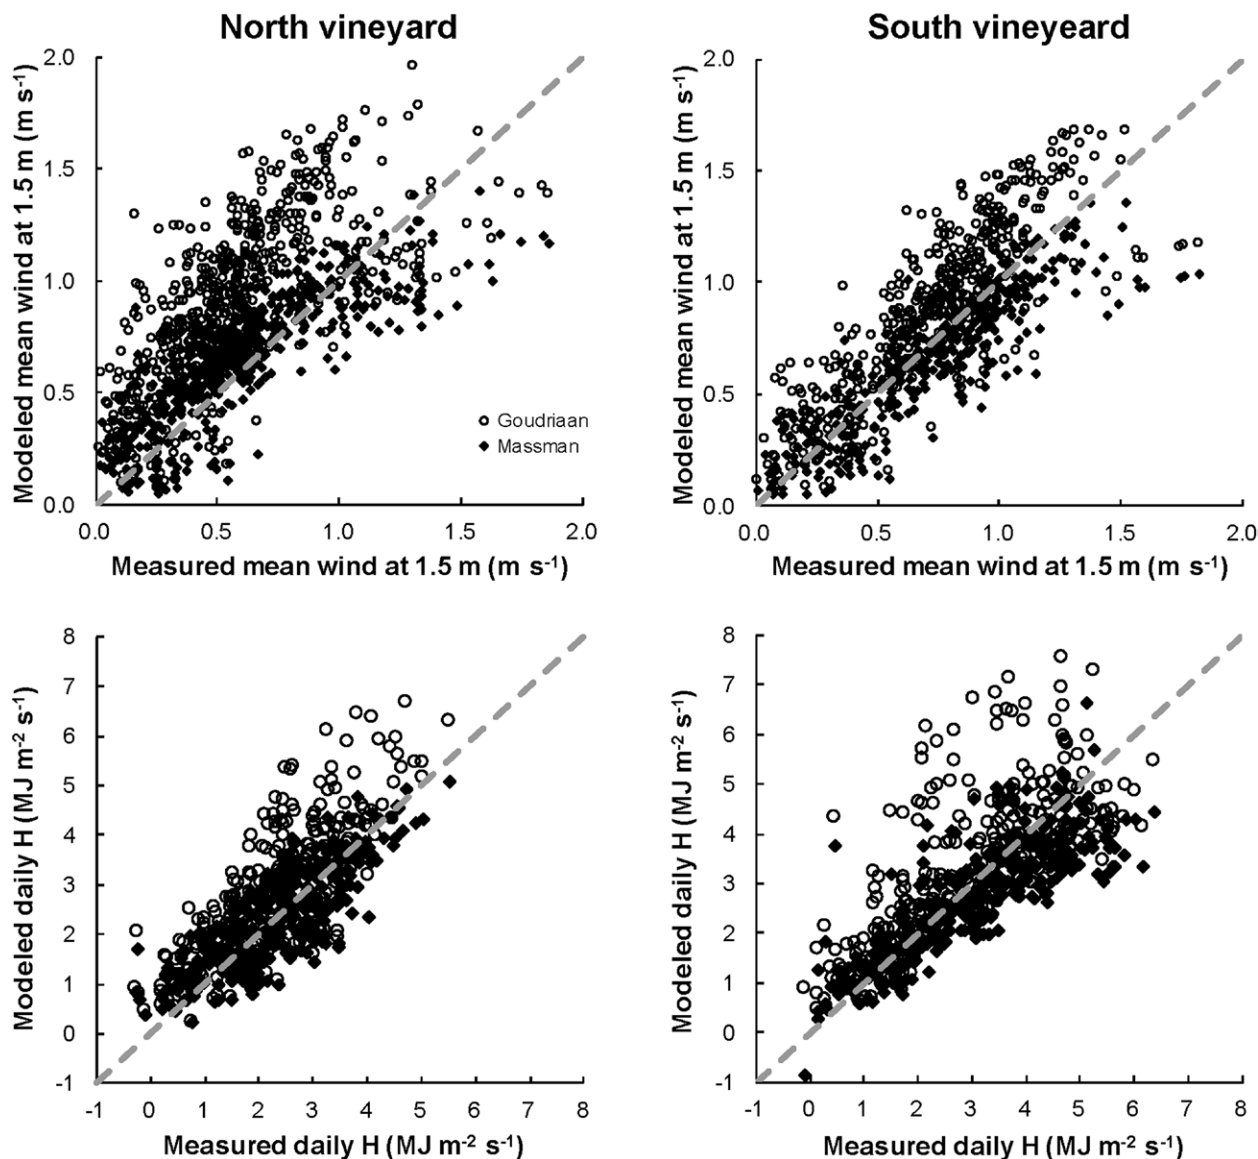 North vineyard
South vineyeard
Modeled mean wind at 1.5 m (m s-1)
2.0
1.5
1.0
0.5
0.0
Goudriaan
Massman
0.0 0.5 1.0 1.5 2.0
Measured mean wind at 1.5 m (m s-1)
Modeled mean wind at 1.5 m (m s-1)
2.0
1.5
1.0
0.5
0.0
0.0 0.5 1.0 1.5 2.0
Measured mean wind at 1.5 m (m s-1)
Modeled daily H (MJ m-2 s-1)
8
7
6
5
4
3
2
1
0
-1
-1 0 1 2 3 4 5 6 7 8
Measured daily H (MJ m-2 s-1)
Modeled daily H (MJ m-2 s-1)
8
7
6
5
4
3
2
1
0
-1
-1 0 1 2 3 4 5 6 7 8
Measured daily H (MJ m-2 s-1)